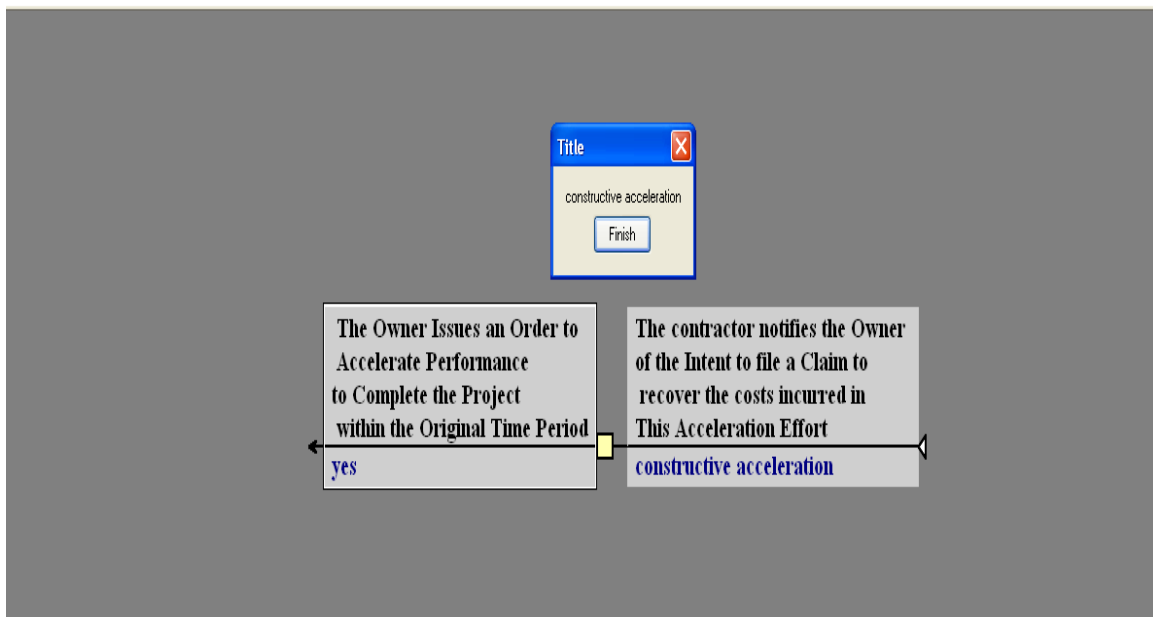 Title
constructive acceleration
Finish
The Owner Issues an Order to
Accelerate Performance
to Complete the Project
within the Original Time Period
yes
The contractor notifies the Owner
of the Intent to file a Claim to
recover the costs incurred in
This Acceleration Effort
constructive acceleration